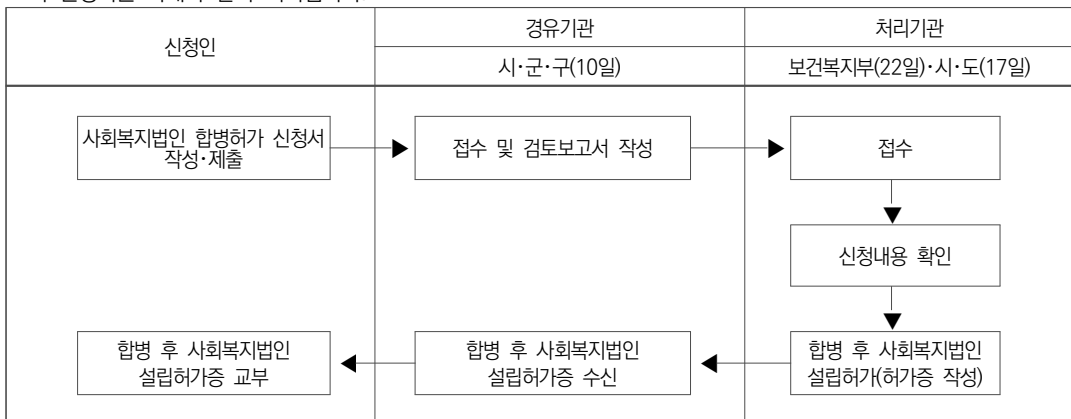 신청인
경유기관
처리기관
시·군·구(10일)
보건복지부(22일)·시·도(17일)
사회복지법인 합병허가 신청서
작성·제출
접수 및 검토보고서 작성
접수
신청내용 확인
합병 후 사회복지법인
설립허가증 교부
합병 후 사회복지법인
설립허가증 수신
합병 후 사회복지법인
설립허가(허가증 작성)